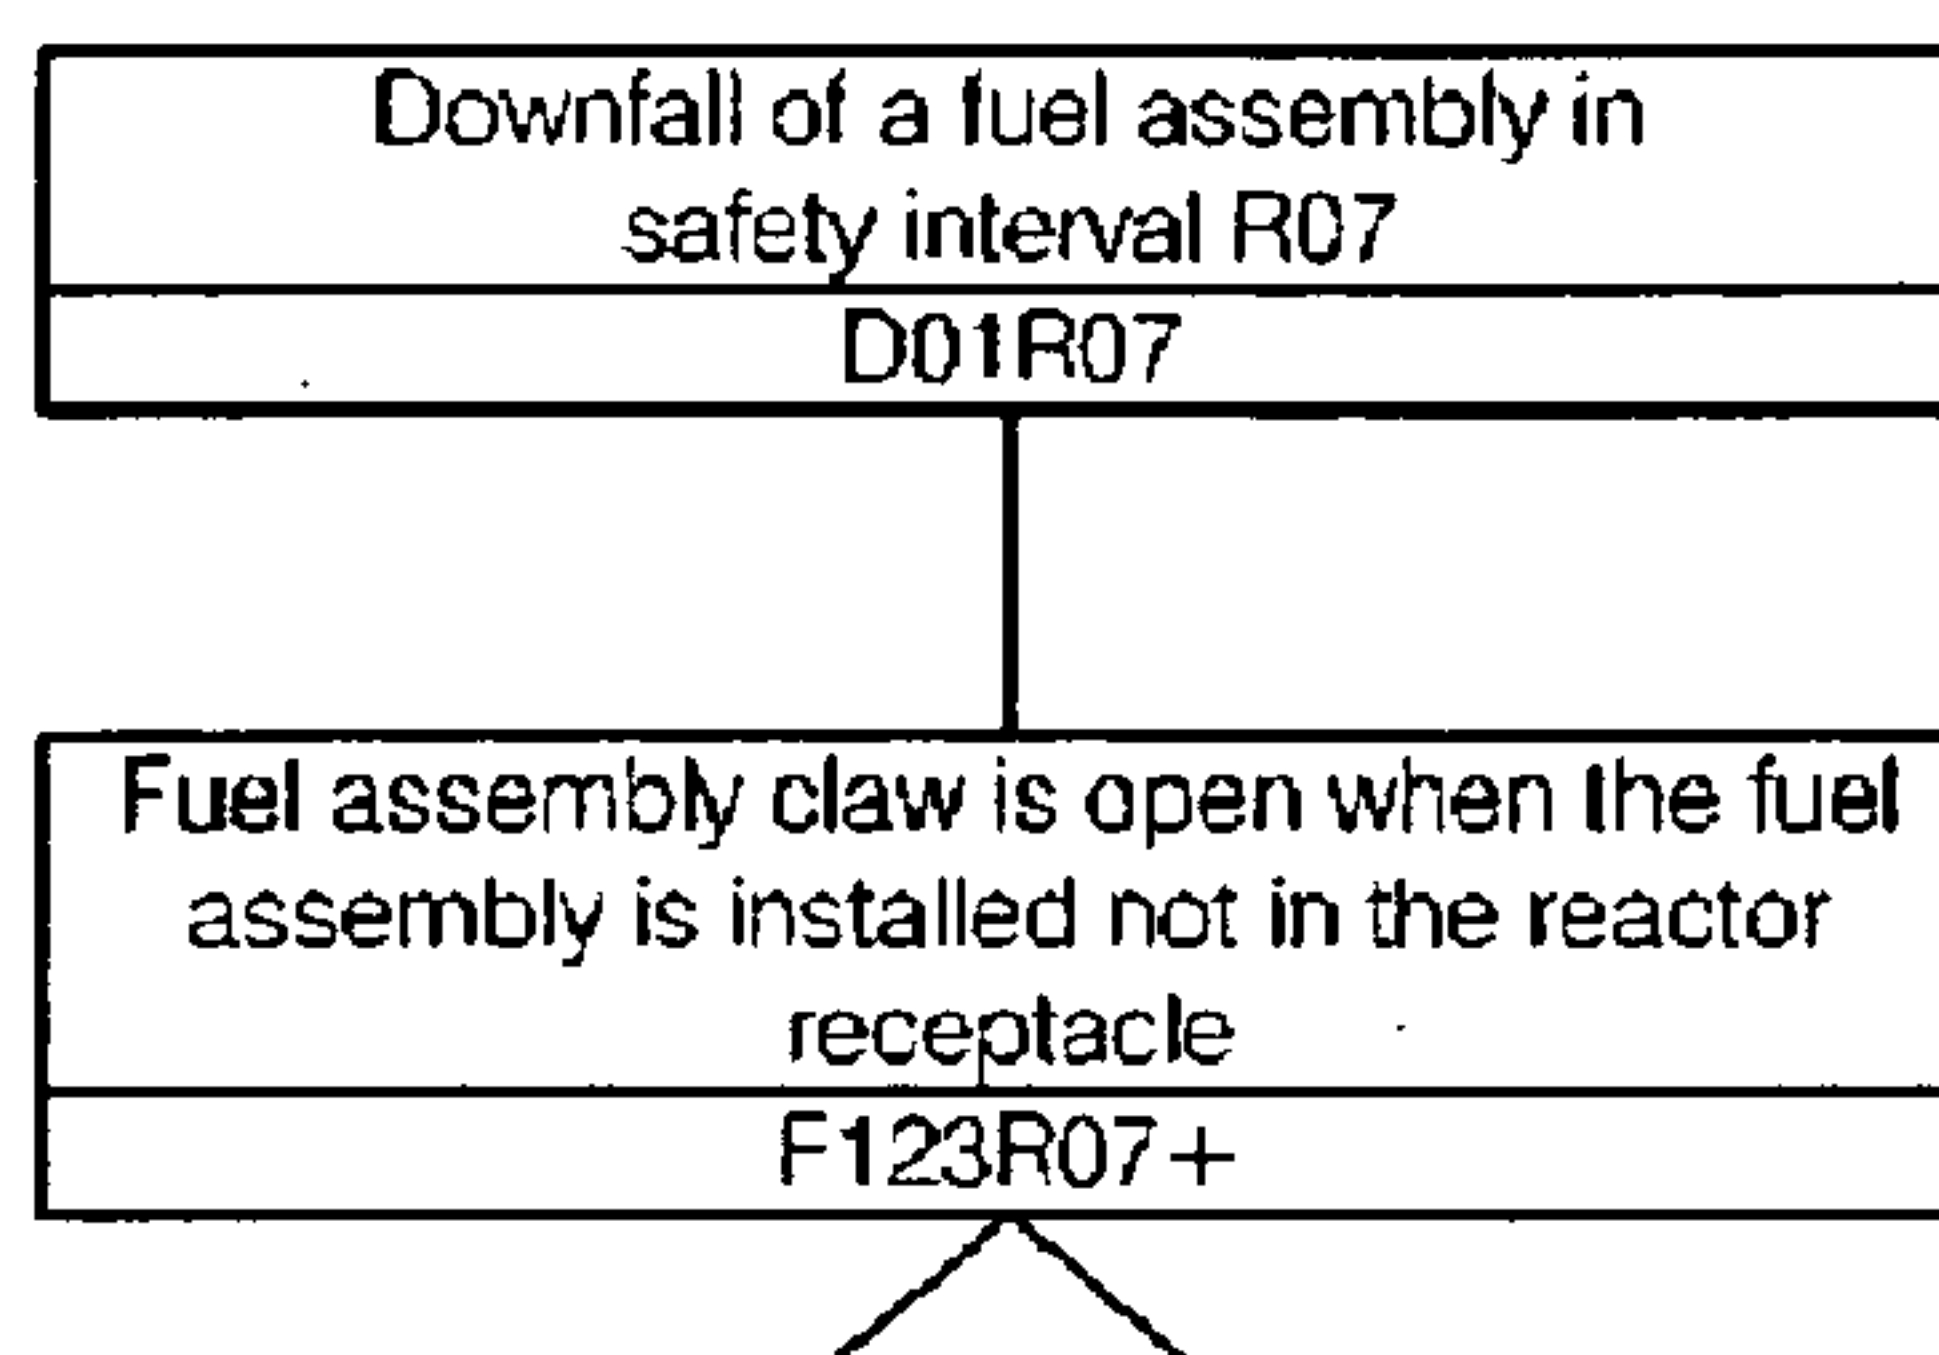 Downfall of a fuel assembly in
safety interval R07
D01R07
Fuel assembly claw is open when the fuel
assembly is installed not in the reactor
receptacle
F123R07+